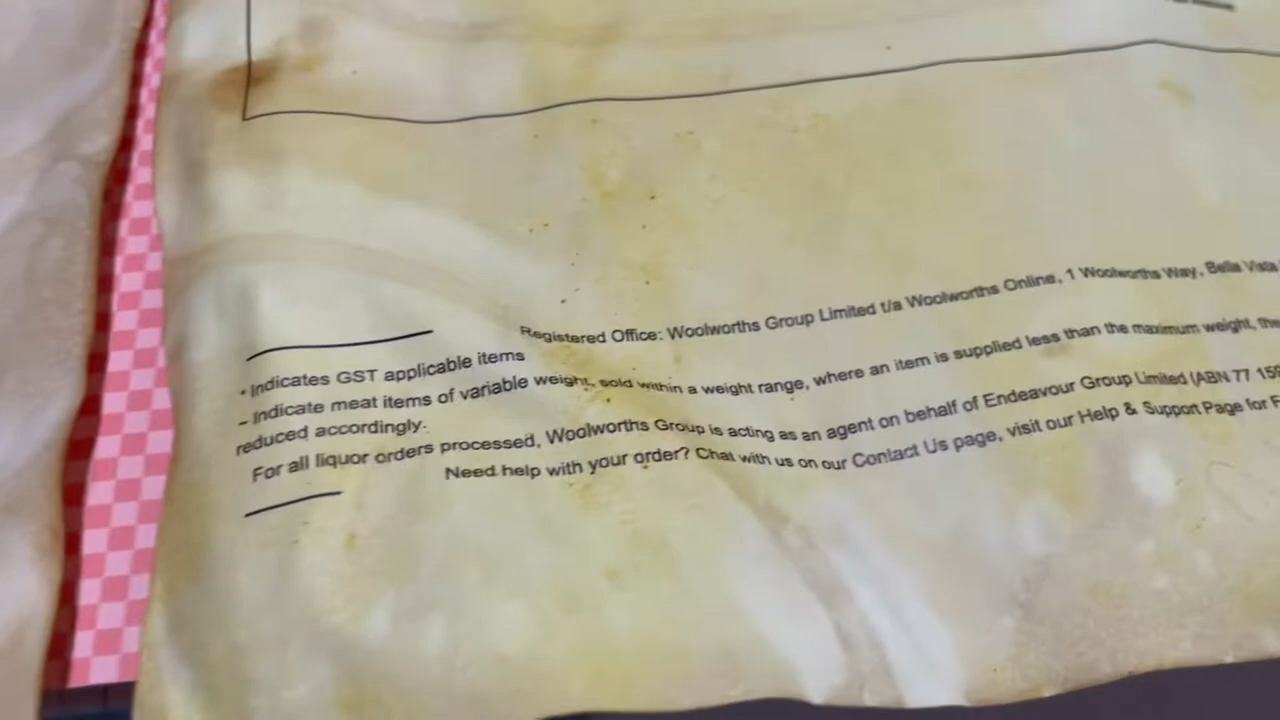 Registered Office: Woolworths Group Limited t/a Woolworths Online, 1 Woolworths Way, Bella Vista
* Indicates GST applicable items
~ Indicate meat items of variable weight, sold within a weight range, where an item is supplied less than the maximum weight, the
reduced accordingly.
For all liquor orders processed, Woolworths Group is acting as an agent on behalf of Endeavour Group Limited (ABN 77 159
Need help with your order? Chat with us on our Contact Us page, visit our Help & Support Page for F